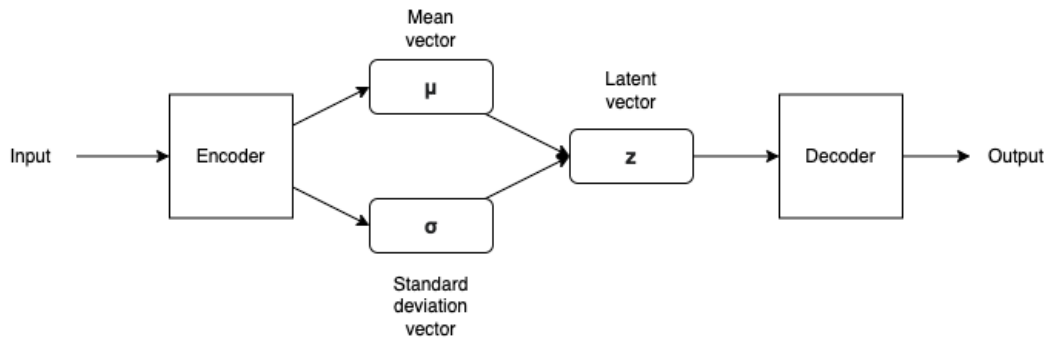 Input
Encoder
Mean
vector
μ
σ
Standard
deviation
vector
Latent
vector
z
Decoder
Output